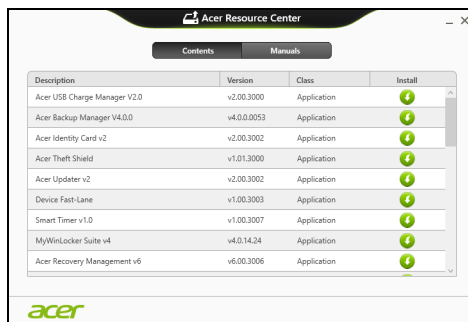 Acer Resource Center
Contents Manuals
Description Version Class Install
Acer USB Charge Manager V2.0 v2.00.3000 Application
Acer Backup Manager V4.0.0 v4.0.0.0053 Application
Acer Identity Card v2 v2.00.3002 Application
Acer Theft Shield v1.01.3000 Application
Acer Updater v2 v2.00.3002 Application
Device Fast-Lane v1.00.3003 Application
Smart Timer v1.0 v1.00.3007 Application
MyWinLocker Suite v4 v4.0.14.24 Application
Acer Recovery Management v6 v6.00.3006 Application
acer